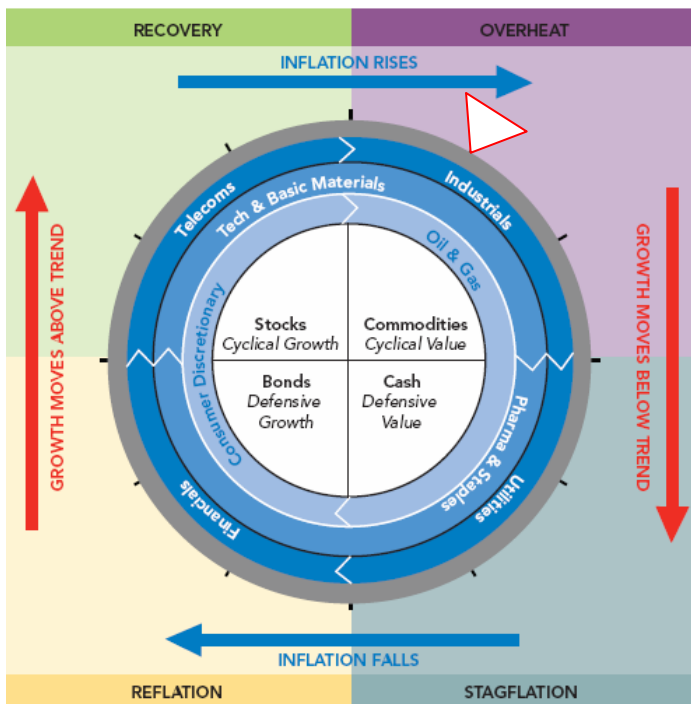 RECOVERY
OVERHEAT
INFLATION RISES
GROWTH MOVES ABOVE TREND
GROWTH MOVES BELOW TREND
Telecoms
Industrials
Tech & Basic Materials
Oil & Gas
Consumer Discretionary
Stocks
Cyclical Growth
Commodities
Cyclical Value
Bonds
Defensive
Growth
Cash
Defensive
Value
Pharma & Staples
Utilities
Financials
INFLATION FALLS
REFLATION
STAGFLATION